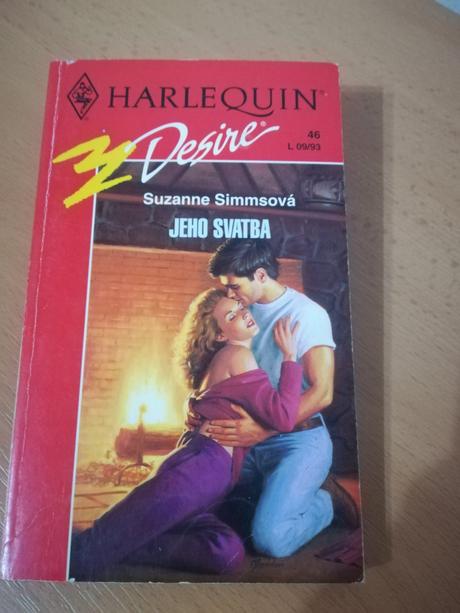 HARLEQUIN®
Desire®
46
L 09/93
Suzanne Simmsová
JEHO SVATBA